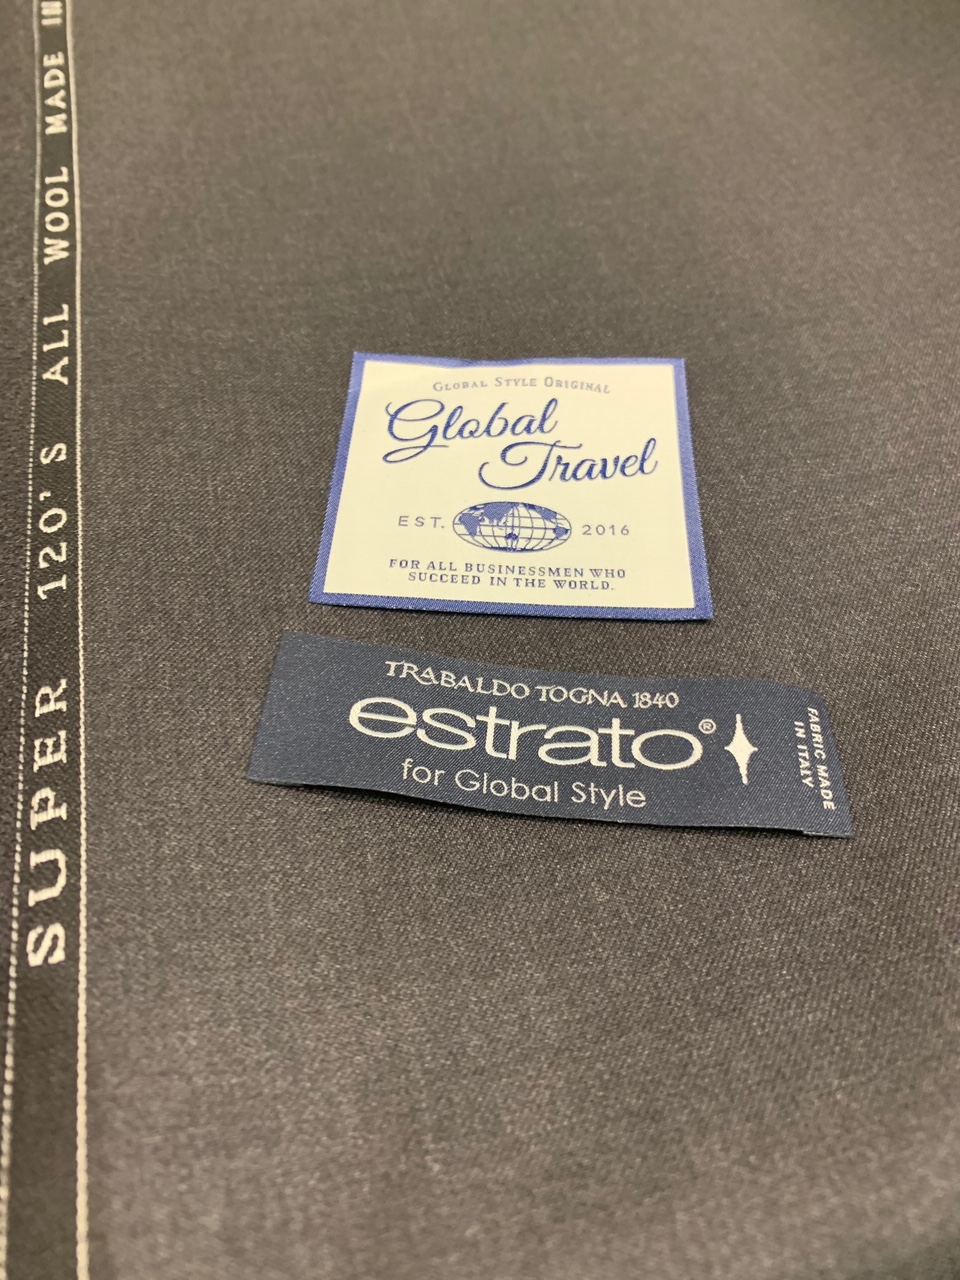 SUPER 120'S ALL WOOL MADE IN
GLOBAL STYLE ORIGINAL
Global
Travel
EST. 2016
FOR ALL BUSINESSMEN WHO
SUCCEED IN THE WORLD.
TRABALDO TOGNA 1840
estrato®
for Global Style
FABRIC MADE
IN ITALY